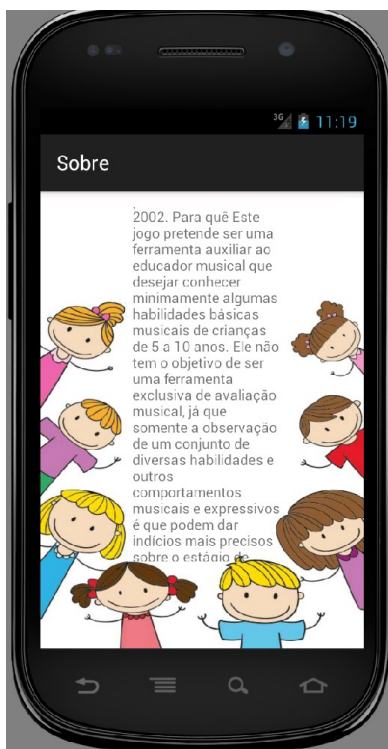 3G 11:19
Sobre
2002. Para quê Este
jogo pretende ser uma
ferramenta auxiliar ao
educador musical que
desejar conhecer
minimamente algumas
habilidades básicas
musicais de crianças
de 5 a 10 anos. Ele não
tem o objetivo de ser
uma ferramenta
exclusiva de avaliação
musical, já que
somente a observação
de um conjunto de
diversas habilidades e
outros
comportamentos
musicais e expressivos
é que podem dar
indícios mais precisos
sobre o estágio de